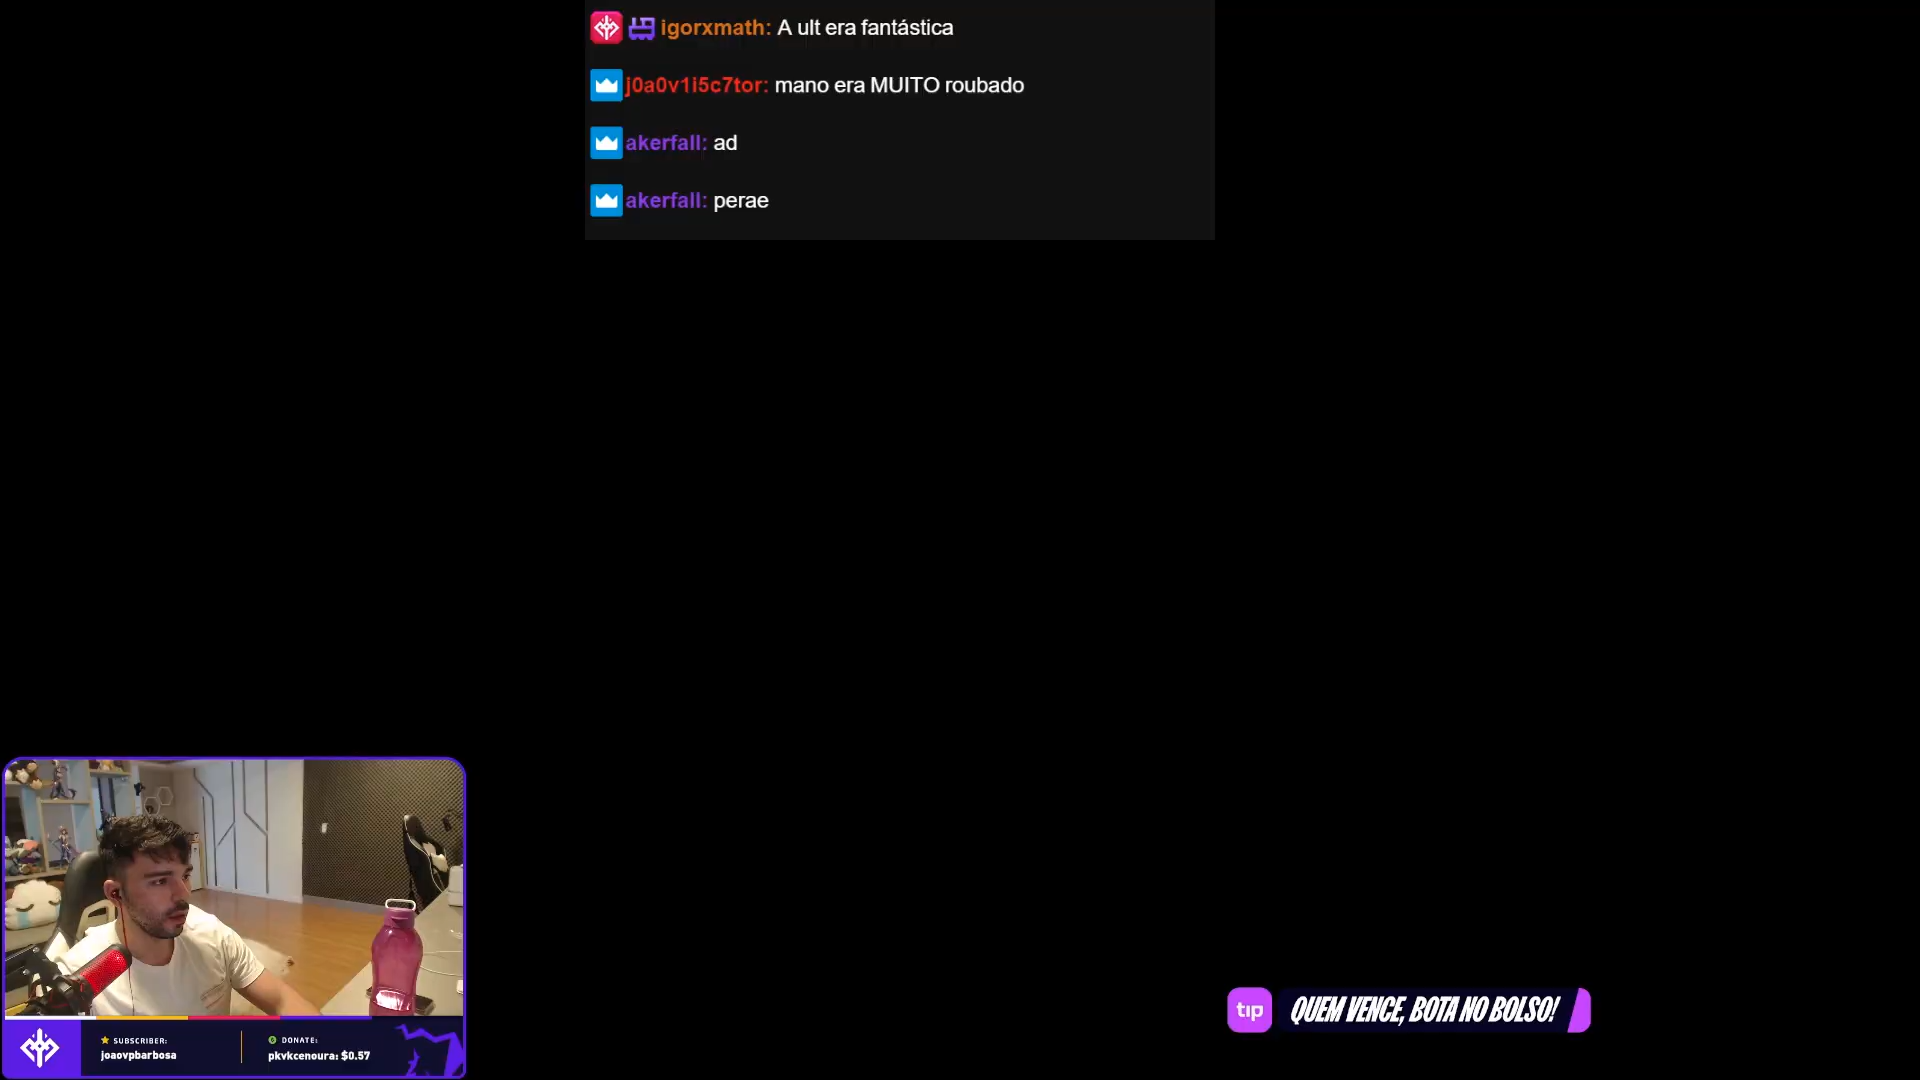 igorxmath: A ult era fantástica
j0a0v1i5c7tor: mano era MUITO roubado
akerfall: ad
akerfall: perae
SUBSCRIBER:
joaovpbarbosa
DONATE:
pkvkcenoura: $0.57
tip QUEM VENCE, BOTA NO BOLSO!